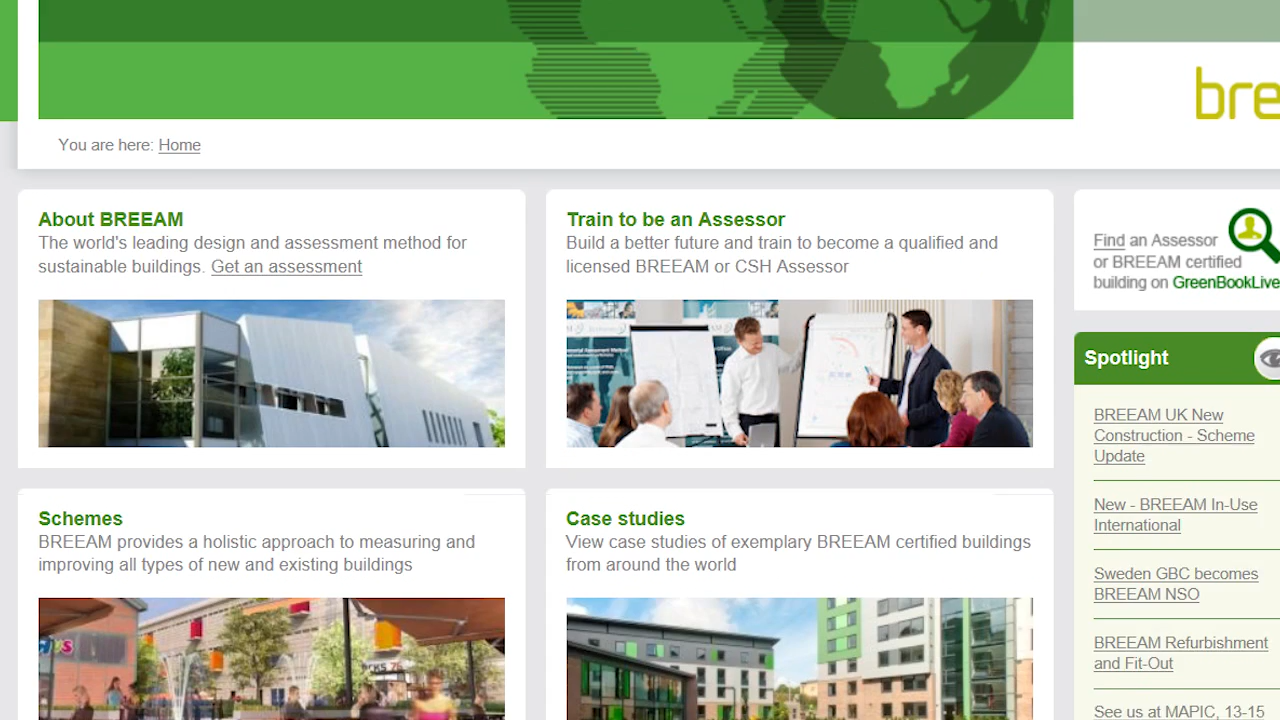 bre
You are here: Home
About BREEAM
The world's leading design and assessment method for
sustainable buildings. Get an assessment
Train to be an Assessor
Build a better future and train to become a qualified and
licensed BREEAM or CSH Assessor
Schemes
BREEAM provides a holistic approach to measuring and
improving all types of new and existing buildings
Case studies
View case studies of exemplary BREEAM certified buildings
from around the world
Find an Assessor
or BREEAM certified
building on GreenBookLive
Spotlight
BREEAM UK New
Construction - Scheme
Update
New - BREEAM In-Use
International
Sweden GBC becomes
BREEAM NSO
BREEAM Refurbishment
and Fit-Out
See us at MAPIC, 13-15